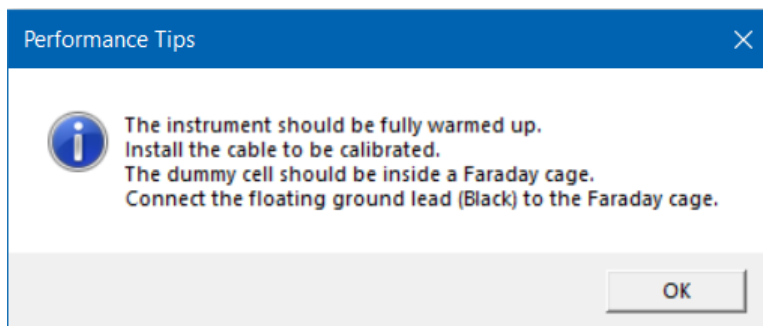 Performance Tips
The instrument should be fully warmed up.
Install the cable to be calibrated.
The dummy cell should be inside a Faraday cage.
Connect the floating ground lead (Black) to the Faraday cage.
OK